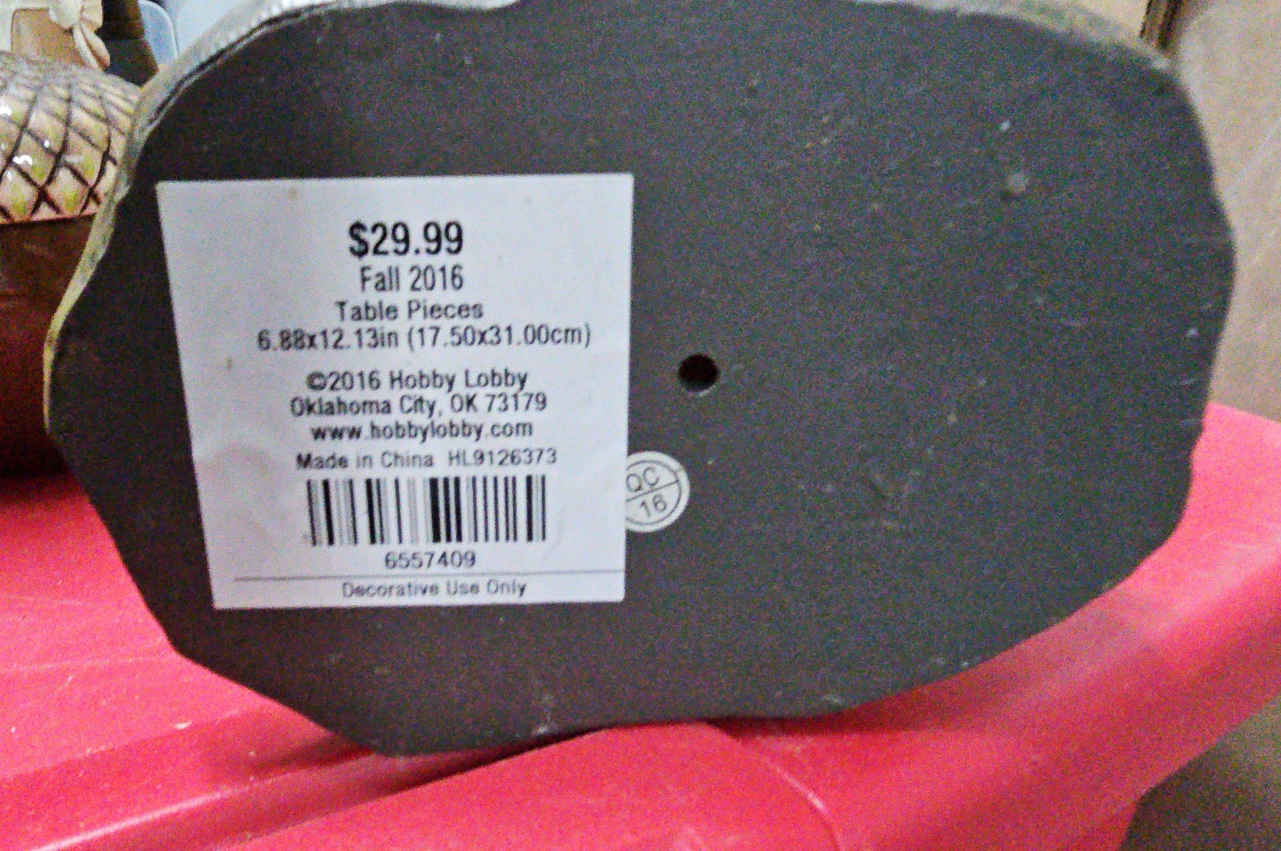 $29.99
Fall 2016
Table Pieces
6.88x12.13in (17.50x31.00cm)
©2016 Hobby Lobby
Oklahoma City, OK 73179
www.hobbylobby.com
Made in China HL9126373
6557409
Decorative Use Only
QC
16